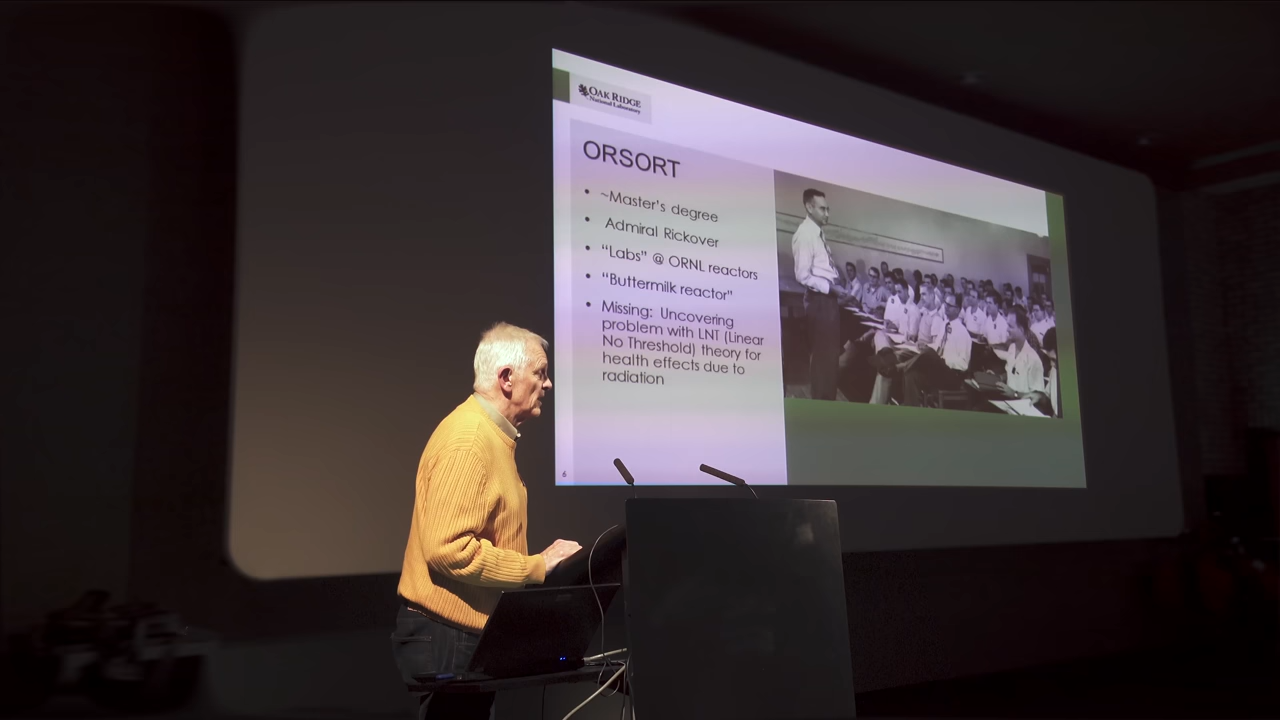 OAK RIDGE
National Laboratory
ORSORT
• ~Master's degree
• Admiral Rickover
• "Labs" @ ORNL reactors
• "Buttermilk reactor"
• Missing: Uncovering
problem with LNT (Linear
No Threshold) theory for
health effects due to
radiation
6